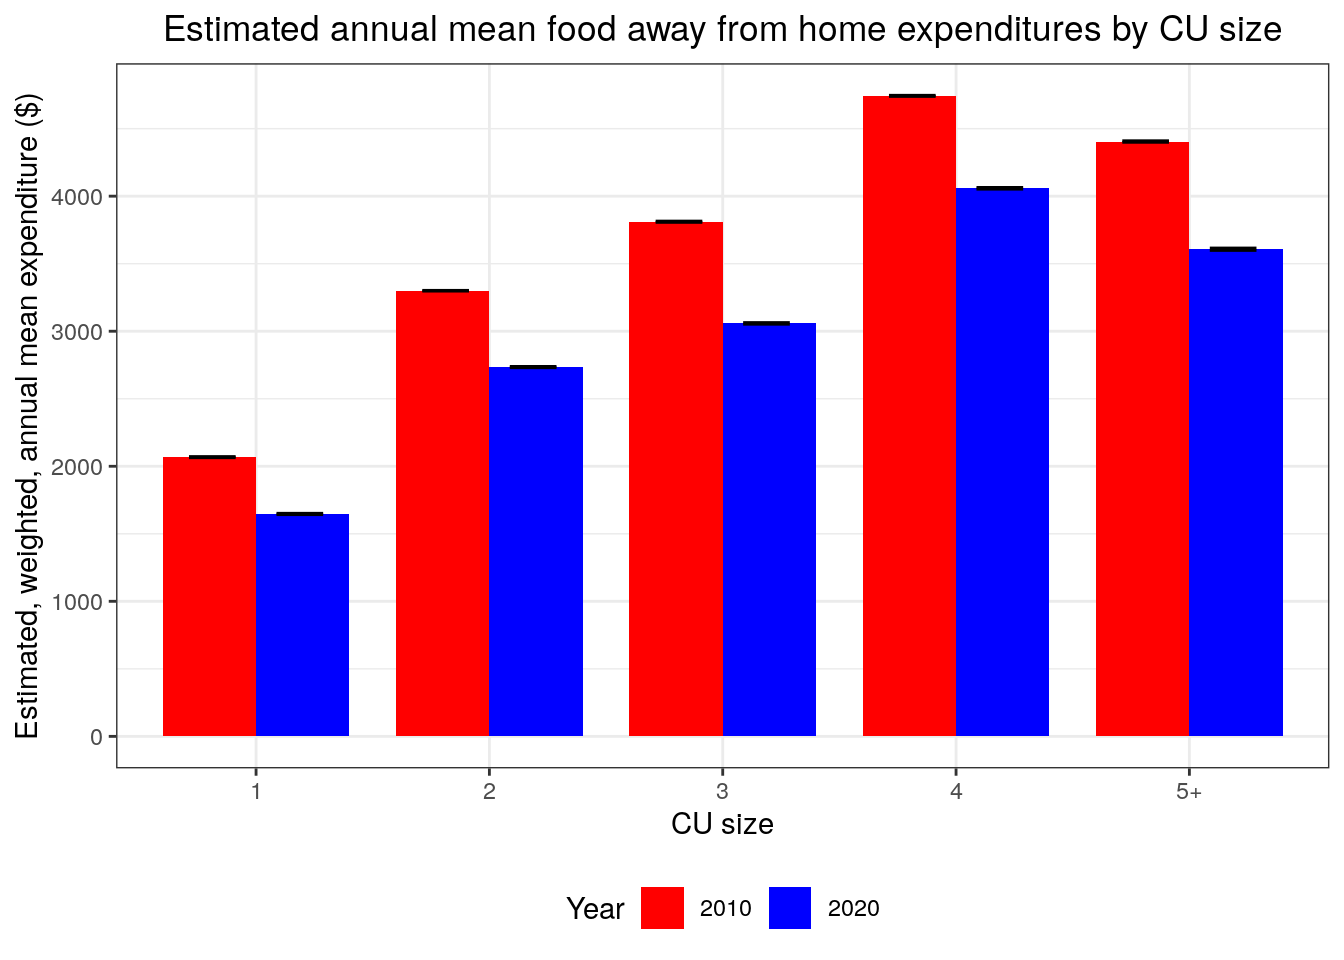 Estimated annual mean food away from home expenditures by CU size
Estimated, weighted, annual mean expenditure ($)
4000
3000
2000
1000
0
1 2 3 4 5+
CU size
Year 2010 2020